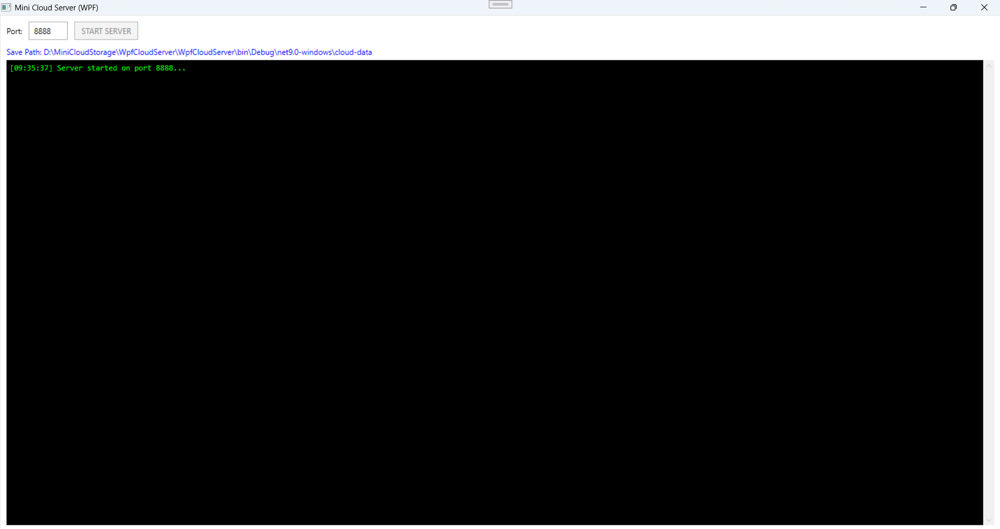 Mini Cloud Server (WPF)
Port: 8888 START SERVER
Save Path: D:\MiniCloudStorage\WpfCloudServer\WpfCloudServer\bin\Debug\net9.0-windows\cloud-data
[09:35:37] Server started on port 8888...